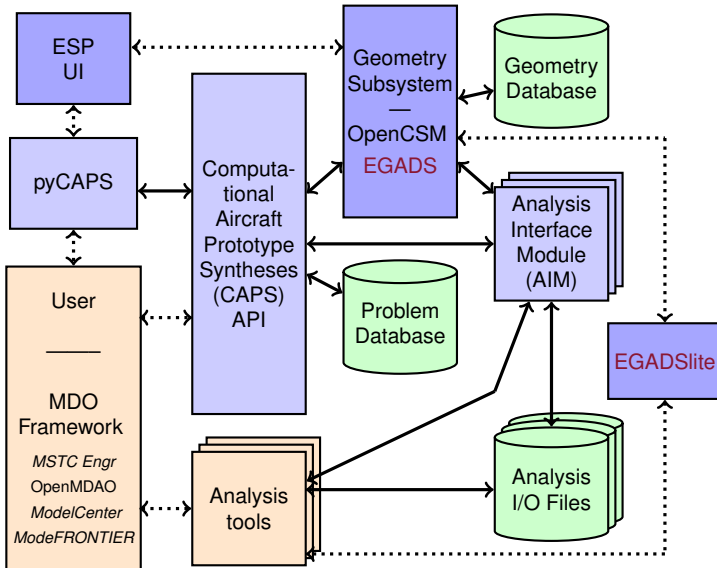 ESP
UI
pyCAPS
User
MDO
Framework
MSTC Engr
OpenMDAO
ModelCenter
ModeFRONTIER
Computa-
tional
Aircraft
Prototype
Syntheses
(CAPS)
API
Geometry
Subsystem
—
OpenCSM
EGADS
Geometry
Database
Analysis
Interface
Module
(AIM)
Problem
Database
EGADSlite
Analysis
tools
Analysis
I/O Files